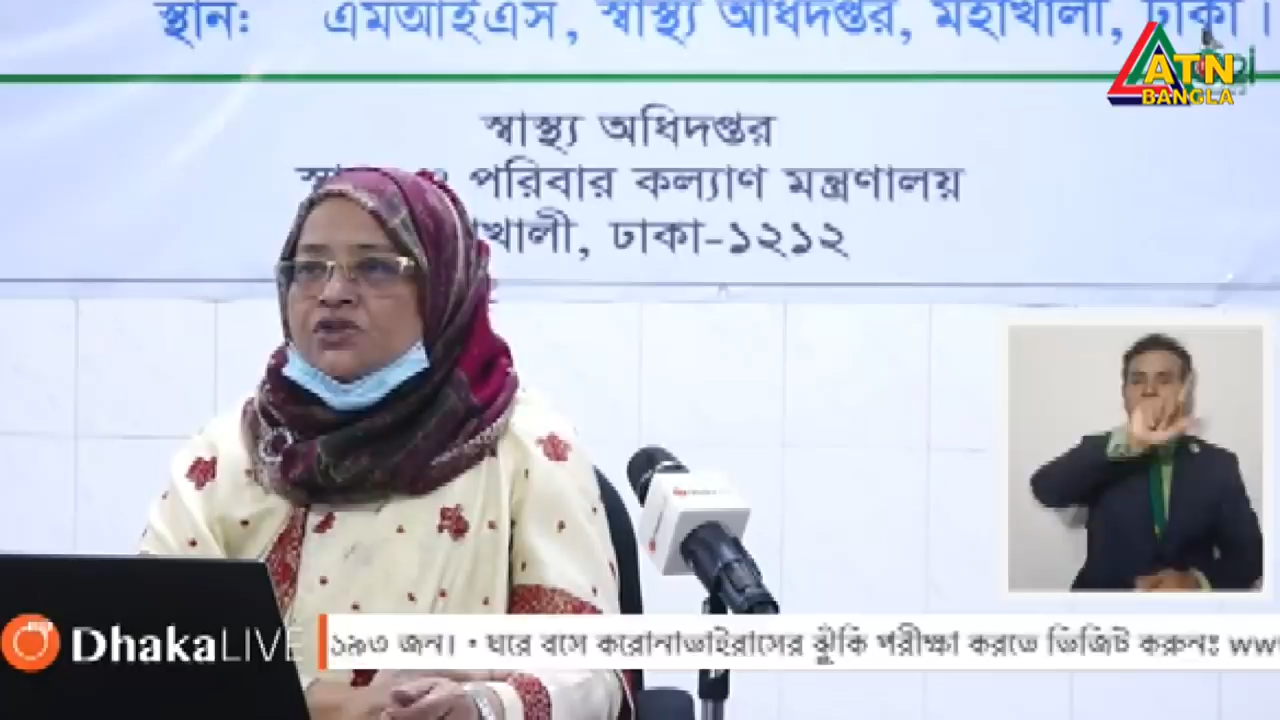 স্থান: এমআইএস, স্বাস্থ্য অধিদপ্তর, মহাখালী, ঢাকা।
ATN
BANGLA
স্বাস্থ্য অধিদপ্তর
পরিবার কল্যাণ মন্ত্রণালয়
ঢাকা-১২১২
DhakaLIVE
১৯৩ জন। • ঘরে বসে করোনাভাইরাসের ঝুঁকি পরীক্ষা করতে ভিজিট করুনঃ www